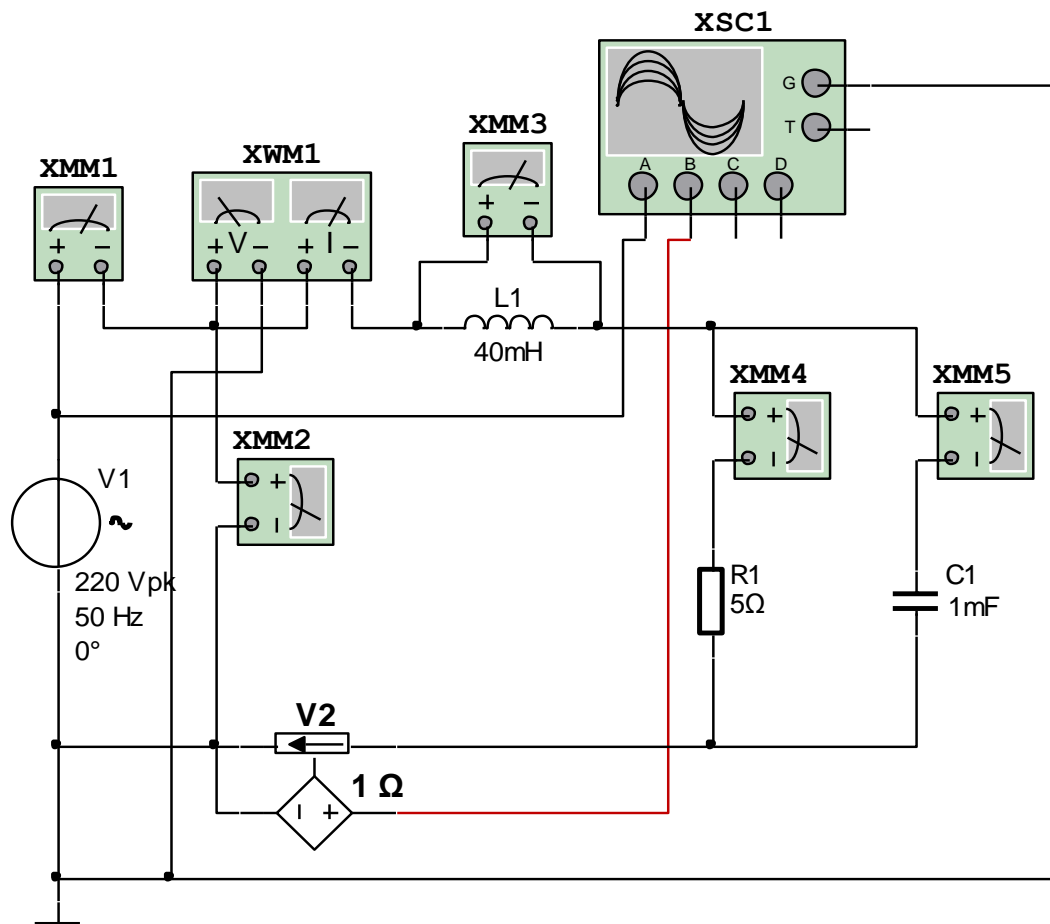 XSC1
G
T
A B C D
XMM3
+ −
XMM1
+ −
XWM1
+ V − + I −
L1
40mH
XMM4
+
−
XMM5
+
−
XMM2
+
−
V1
220 Vpk
50 Hz
0°
R1
5Ω
C1
1mF
V2
1 Ω
− +